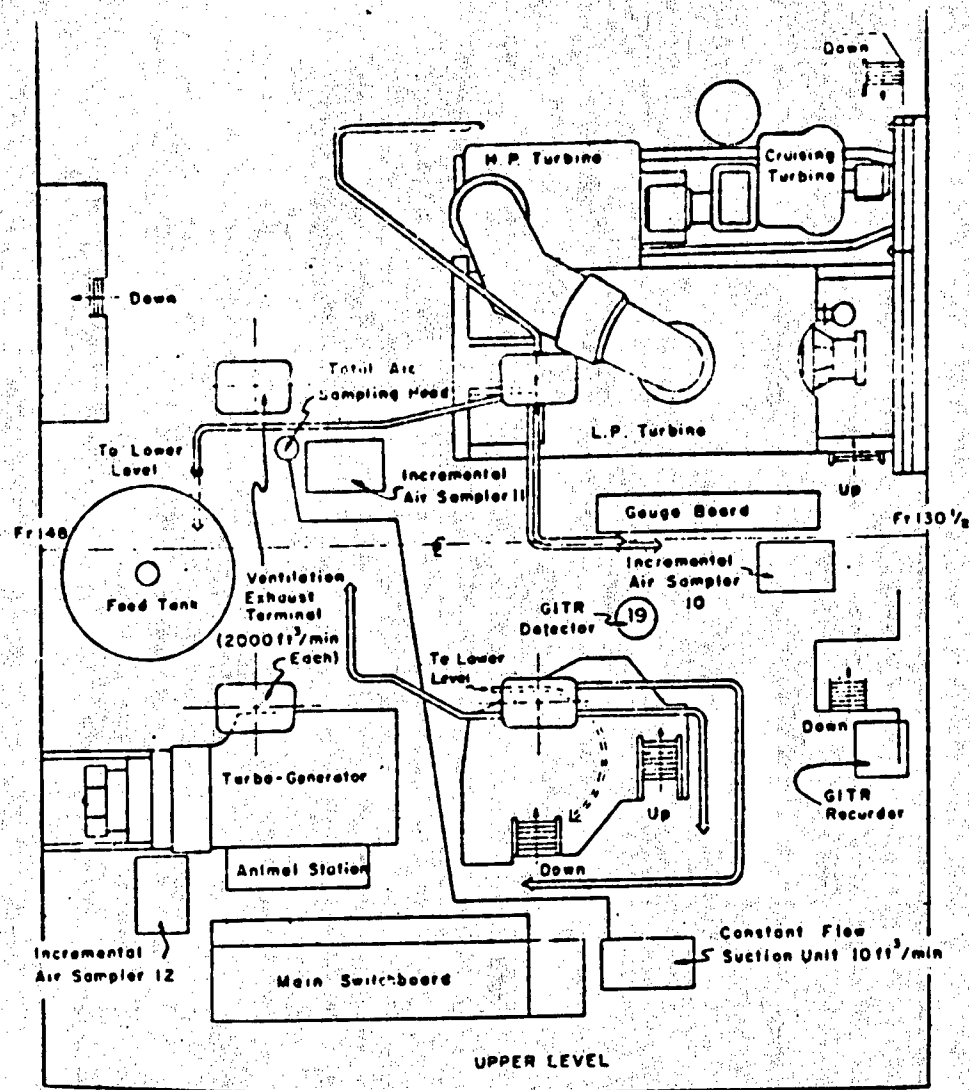 Down
H.P. Turbine
Cruising
Turbine
Down
Total Air
Sampling Head
To Lower
Level
L.P. Turbine
Incremental
Air Sampler 11
Up
Gauge Board
Fr 148
Fr 130 1/2
℄
Incremental
Air Sampler
10
Feed Tank
Ventilation
Exhaust
Terminal
(2000 ft³/min
Each)
GITR
Detector
19
To Lower
Level
Down
Turbo-Generator
Up
GITR
Recorder
Animal Station
Down
Incremental
Air Sampler 12
Main Switchboard
Constant Flow
Suction Unit 10 ft³/min
UPPER LEVEL